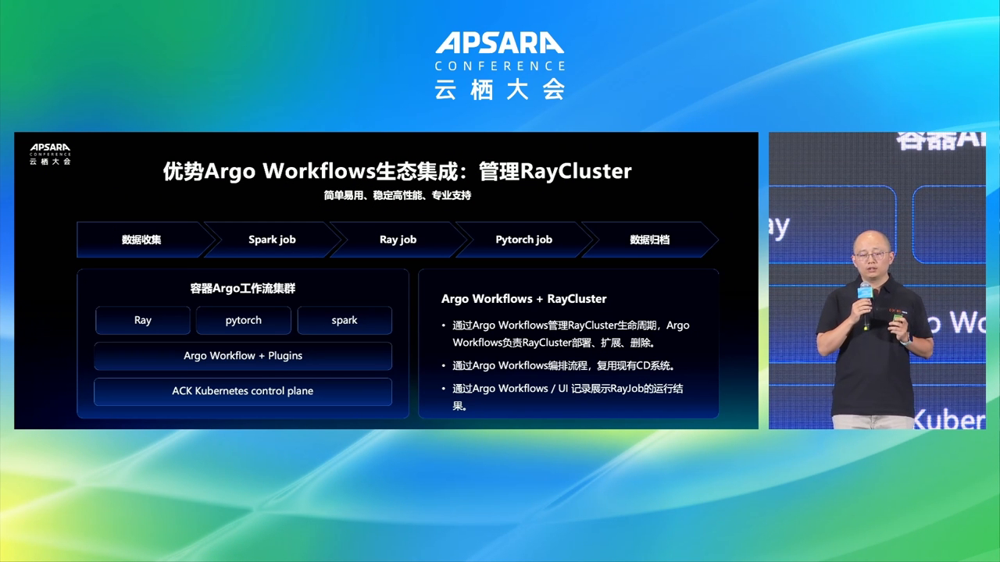 APSARA
CONFERENCE
云栖大会
APSARA
CONFERENCE
云栖大会
优势Argo Workflows生态集成：管理RayCluster
简单易用、稳定高性能、专业支持
数据收集
Spark job
Ray job
Pytorch job
数据归档
容器Argo工作流集群
Ray
pytorch
spark
Argo Workflow + Plugins
ACK Kubernetes control plane
Argo Workflows + RayCluster
• 通过Argo Workflows管理RayCluster生命周期，Argo
Workflows负责RayCluster部署、扩展、删除。
• 通过Argo Workflows编排流程，复用现有CD系统。
• 通过Argo Workflows / UI 记录展示RayJob的运行结
果。
容器Ar
ay
o Wo
Kuber